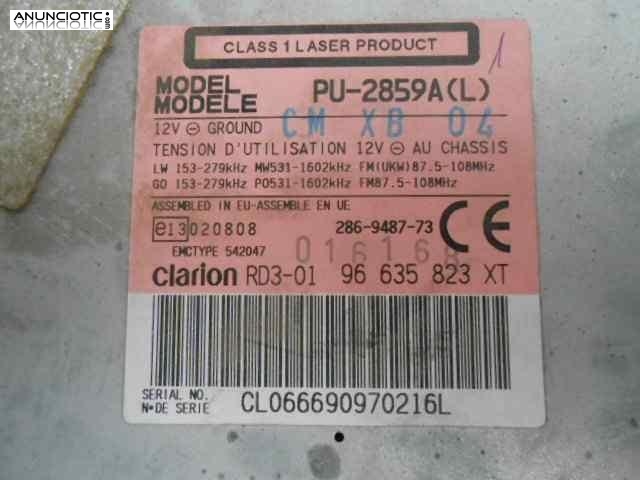 ANUNCIOTIC!
CLASS 1 LASER PRODUCT
1
MODEL
MODELE
PU-2859A(L)
12V ⊖ GROUND
CM XB 04
TENSION D'UTILISATION 12V ⊖ AU CHASSIS
LW 153-279kHz MW531-1602kHz FM(UKW)87.5-108MHz
GO 153-279kHz PO531-1602kHz FM87.5-108MHz
ASSEMBLED IN EU-ASSEMBLE EN UE
e13 020808
286-9487-73
CE
EMCTYPE 542047
clarion RD3-01 96 635 823 XT
SERIAL NO.
N·DE SERIE
CL066690970216L